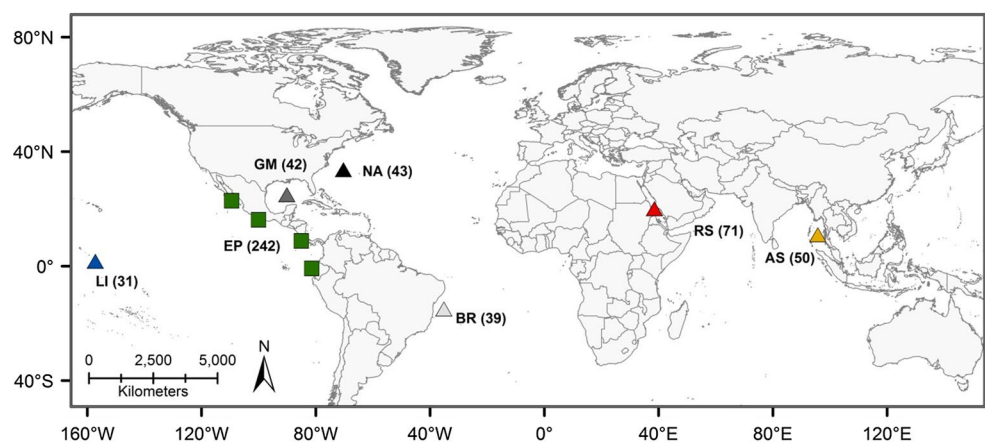 80°N
40°N
GM (42)
NA (43)
RS (71)
EP (242)
AS (50)
0°
LI (31)
BR (39)
0 2,500 5,000
Kilometers
N
40°S
160°W 120°W 80°W 40°W 0° 40°E 80°E 120°E